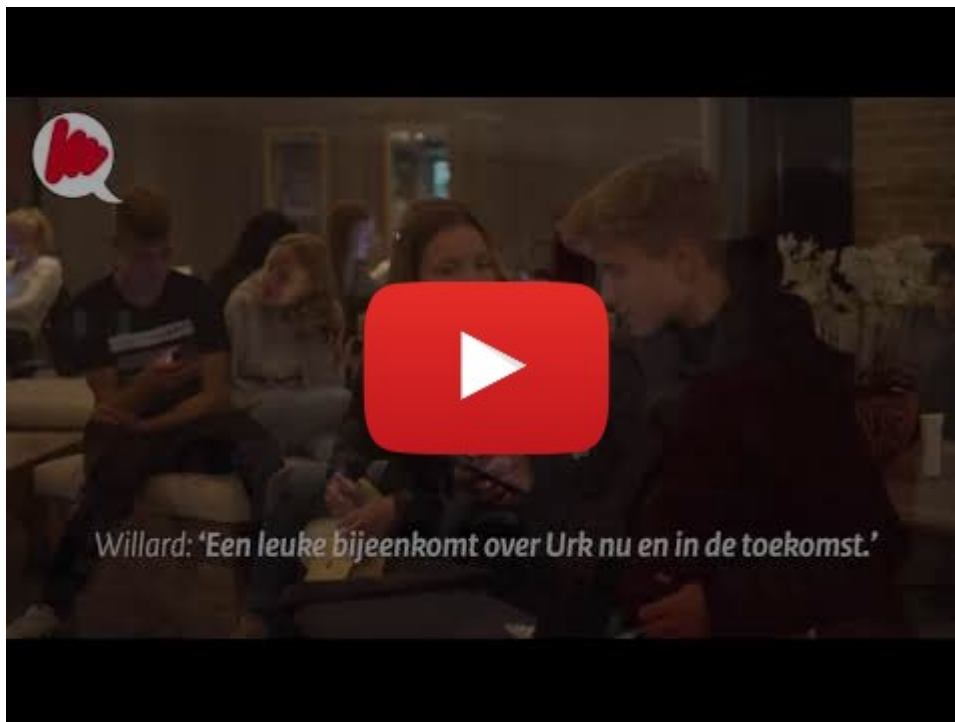 Willard: ‘Een leuke bijeenkomt over Urk nu en in de toekomst.’